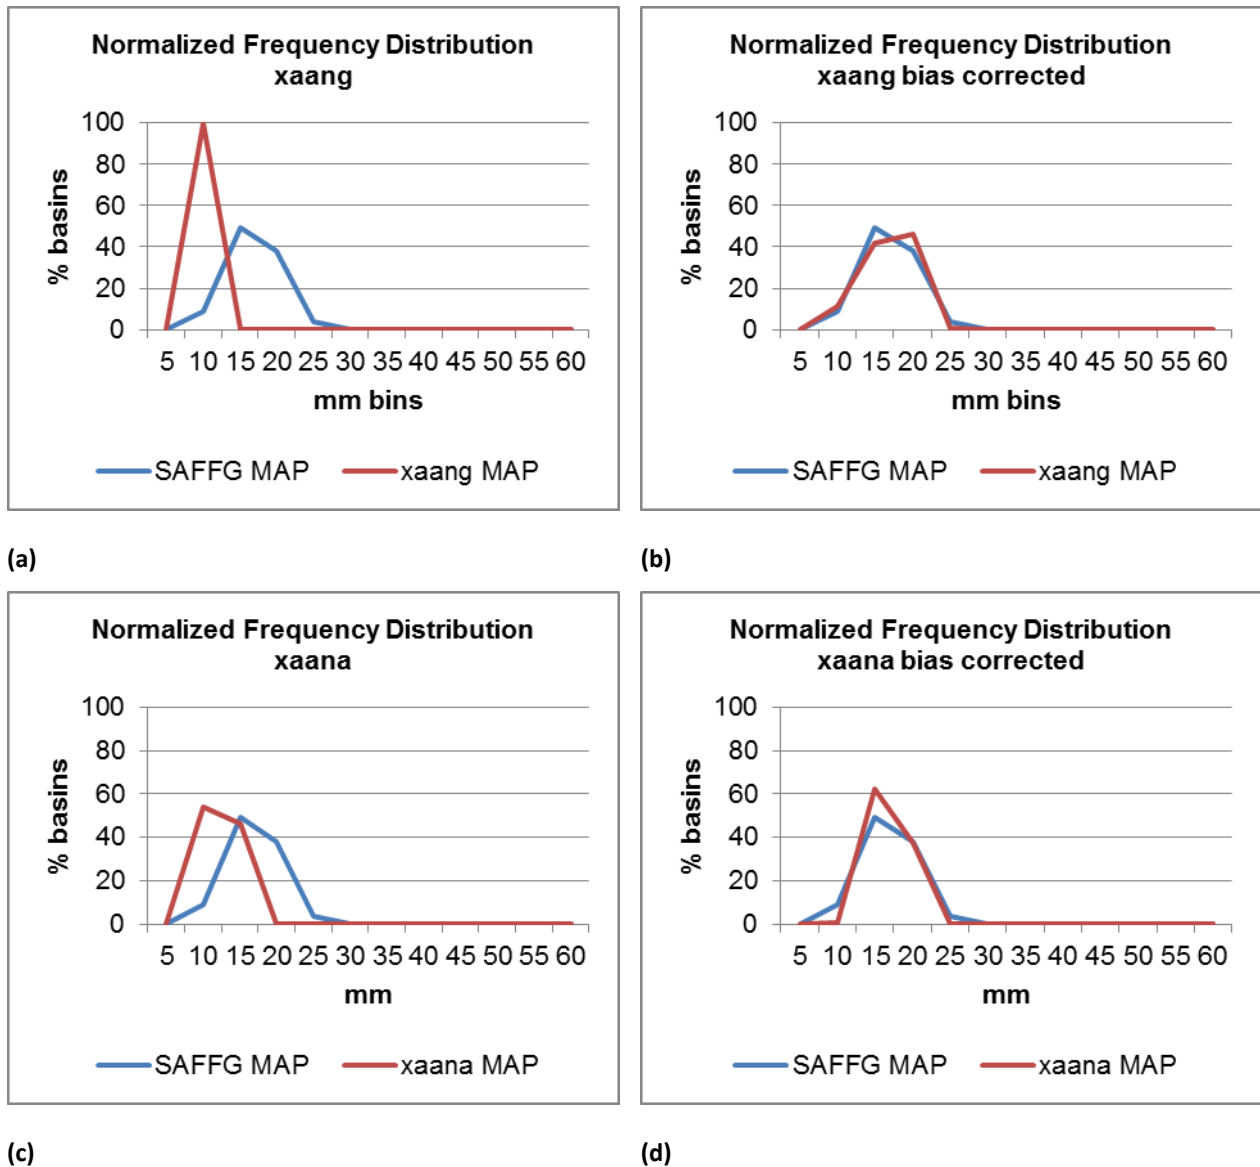 Normalized Frequency Distribution
xaang
% basins
100
80
60
40
20
0
5 10 15 20 25 30 35 40 45 50 55 60
mm bins
SAFFG MAP xaang MAP
(a)
Normalized Frequency Distribution
xaang bias corrected
% basins
100
80
60
40
20
0
5 10 15 20 25 30 35 40 45 50 55 60
mm bins
SAFFG MAP xaang MAP
(b)
Normalized Frequency Distribution
xaana
% basins
100
80
60
40
20
0
5 10 15 20 25 30 35 40 45 50 55 60
mm
SAFFG MAP xaana MAP
(c)
Normalized Frequency Distribution
xaana bias corrected
% basins
100
80
60
40
20
0
5 10 15 20 25 30 35 40 45 50 55 60
mm
SAFFG MAP xaana MAP
(d)